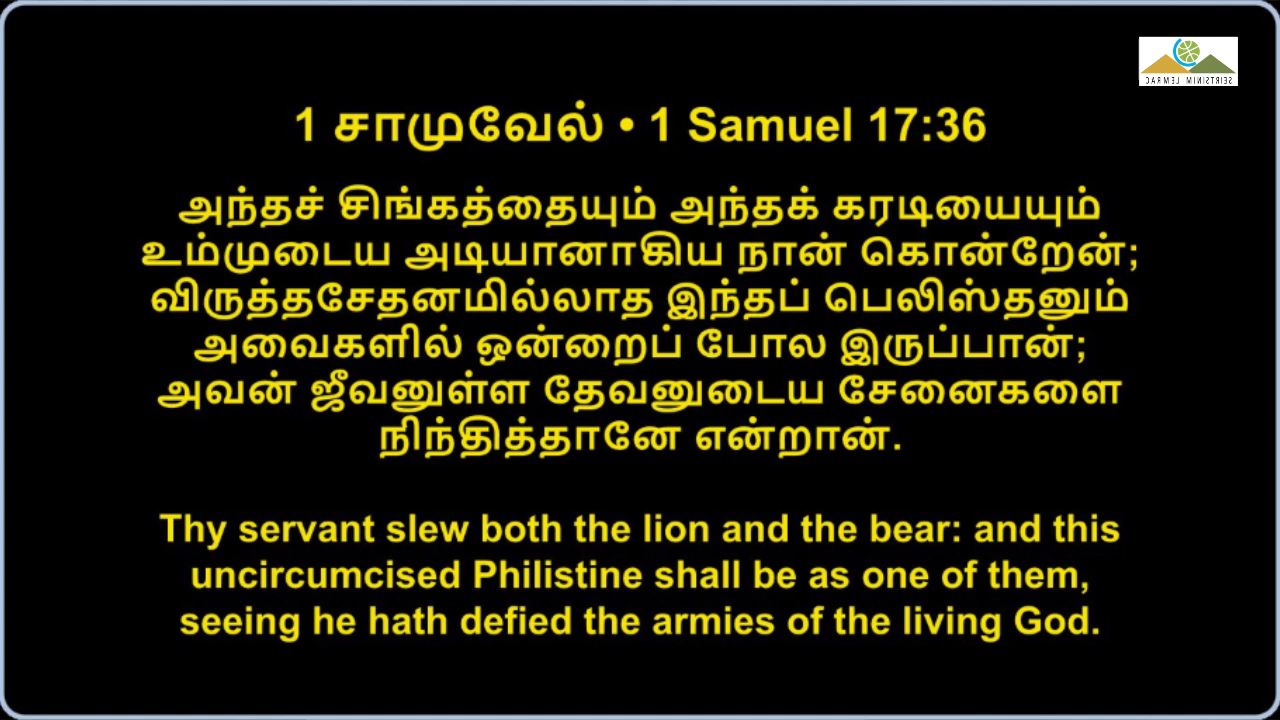 CARMEL MINISTRIES
1 சாமுவேல் • 1 Samuel 17:36
அந்தச் சிங்கத்தையும் அந்தக் கரடியையும்
உம்முடைய அடியானாகிய நான் கொன்றேன்;
விருத்தசேதனமில்லாத இந்தப் பெலிஸ்தனும்
அவைகளில் ஒன்றைப் போல இருப்பான்;
அவன் ஜீவனுள்ள தேவனுடைய சேனைகளை
நிந்தித்தானே என்றான்.
Thy servant slew both the lion and the bear: and this
uncircumcised Philistine shall be as one of them,
seeing he hath defied the armies of the living God.